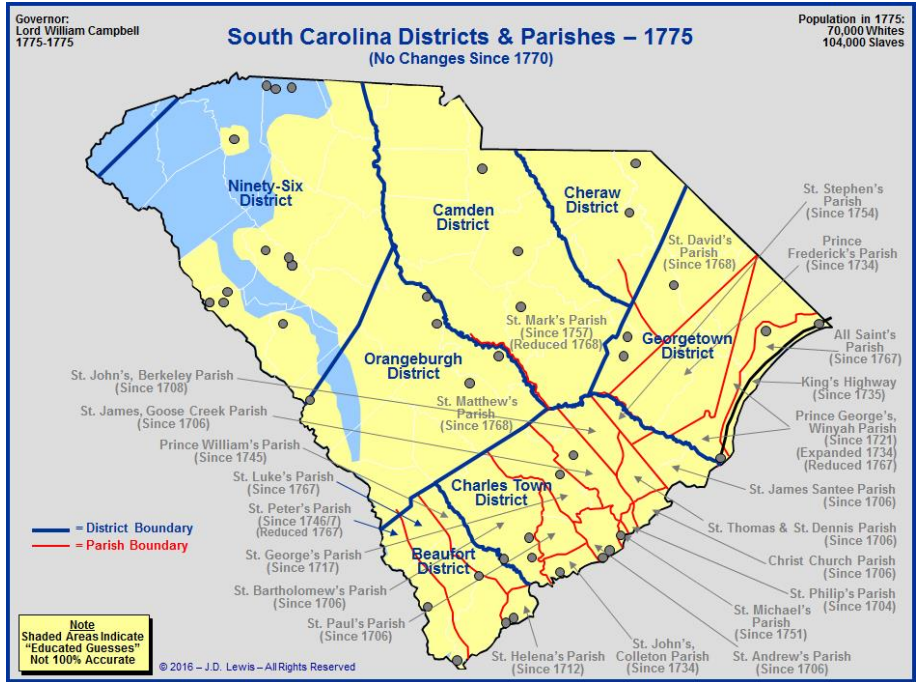 Governor:
Lord William Campbell
1775-1775
South Carolina Districts & Parishes – 1775
(No Changes Since 1770)
Population in 1775:
70,000 Whites
104,000 Slaves
Ninety-Six
District
Camden
District
Cheraw
District
St. David's
Parish
(Since 1768)
St. Stephen's
Parish
(Since 1754)
Prince
Frederick's Parish
(Since 1734)
St. Mark's Parish
(Since 1757)
(Reduced 1768)
Georgetown
District
All Saint's
Parish
(Since 1767)
King's Highway
(Since 1735)
Orangeburgh
District
St. Matthew's
Parish
(Since 1768)
St. John's, Berkeley Parish
(Since 1708)
St. James, Goose Creek Parish
(Since 1706)
Prince William's Parish
(Since 1745)
St. Luke's Parish
(Since 1767)
St. Peter's Parish
(Since 1746/7)
(Reduced 1767)
St. George's Parish
(Since 1717)
St. Bartholomew's Parish
(Since 1706)
St. Paul's Parish
(Since 1706)
Prince George's,
Winyah Parish
(Since 1721)
(Expanded 1734)
(Reduced 1767)
Charles Town
District
Beaufort
District
St. James Santee Parish
(Since 1706)
St. Thomas & St. Dennis Parish
(Since 1706)
Christ Church Parish
(Since 1706)
St. Philip's Parish
(Since 1704)
St. Michael's
Parish
(Since 1751)
St. Andrew's Parish
(Since 1706)
St. John's,
Colleton Parish
(Since 1734)
St. Helena's Parish
(Since 1712)
= District Boundary
= Parish Boundary
Note
Shaded Areas Indicate
"Educated Guesses"
Not 100% Accurate
© 2016 – J.D. Lewis – All Rights Reserved